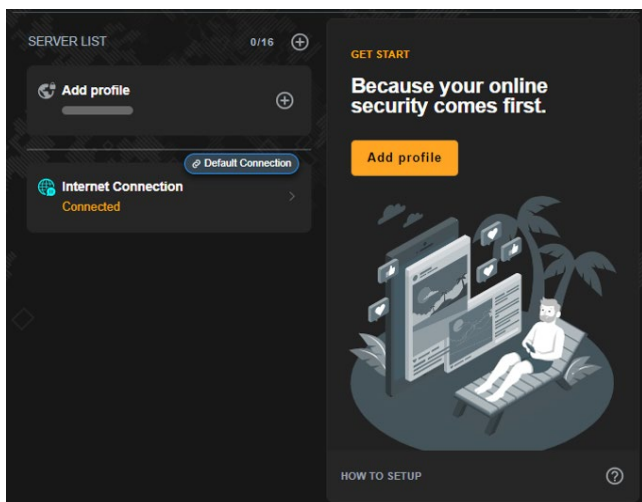 SERVER LIST
0/16
Add profile
Default Connection
Internet Connection
Connected
GET START
Because your online
security comes first.
Add profile
HOW TO SETUP